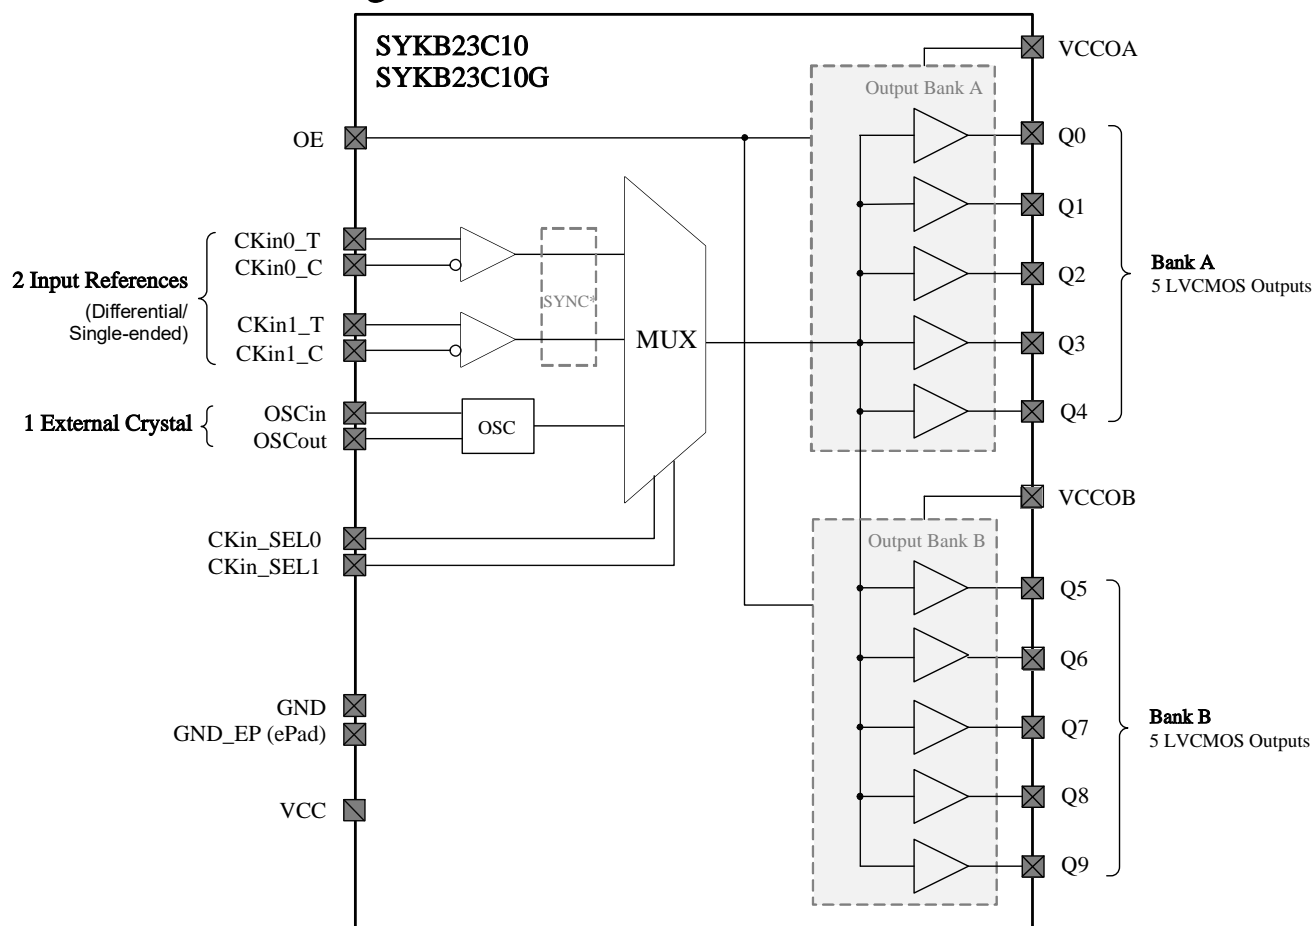 SYKB23C10
SYKB23C10G
VCCOA
Output Bank A
OE
Q0
Q1
CKin0_T
CKin0_C
2 Input References
(Differential/
Single-ended)
SYNC*
CKin1_T
CKin1_C
MUX
Q2
Bank A
5 LVCMOS Outputs
Q3
Q4
1 External Crystal
OSCin
OSCout
OSC
VCCOB
CKin_SEL0
CKin_SEL1
Output Bank B
Q5
Q6
GND
GND_EP (ePad)
Q7
Bank B
5 LVCMOS Outputs
VCC
Q8
Q9